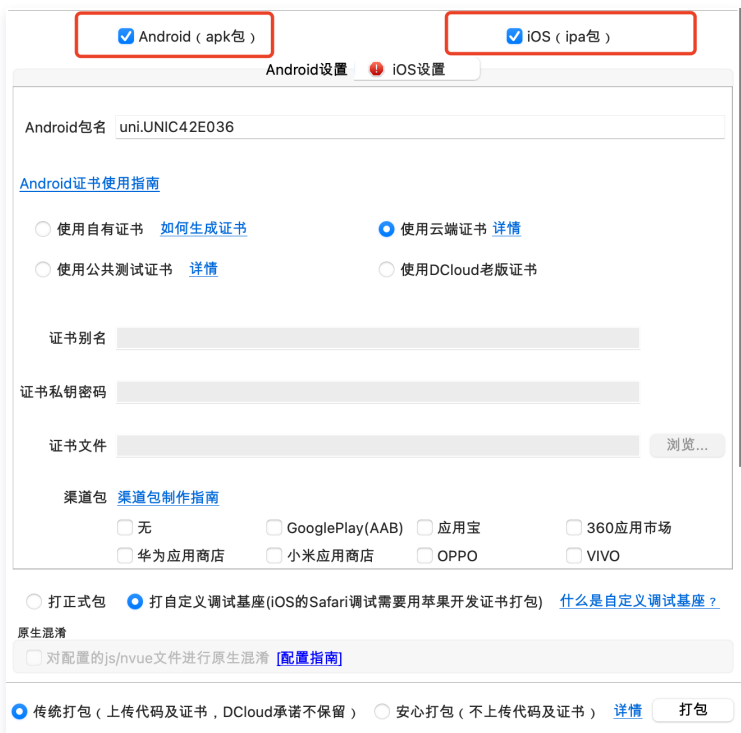 Android（apk包） iOS（ipa包）
Android设置 iOS设置
Android包名 uni.UNIC42E036
Android证书使用指南
使用自有证书 如何生成证书 使用云端证书 详情
使用公共测试证书 详情 使用DCloud老版证书
证书别名
证书私钥密码
证书文件 浏览...
渠道包 渠道包制作指南
无 GooglePlay(AAB) 应用宝 360应用市场
华为应用商店 小米应用商店 OPPO VIVO
打正式包 打自定义调试基座(iOS的Safari调试需要用苹果开发证书打包) 什么是自定义调试基座？
原生混淆
对配置的js/nvue文件进行原生混淆 [配置指南]
传统打包（上传代码及证书，DCloud承诺不保留） 安心打包（不上传代码及证书） 详情 打包